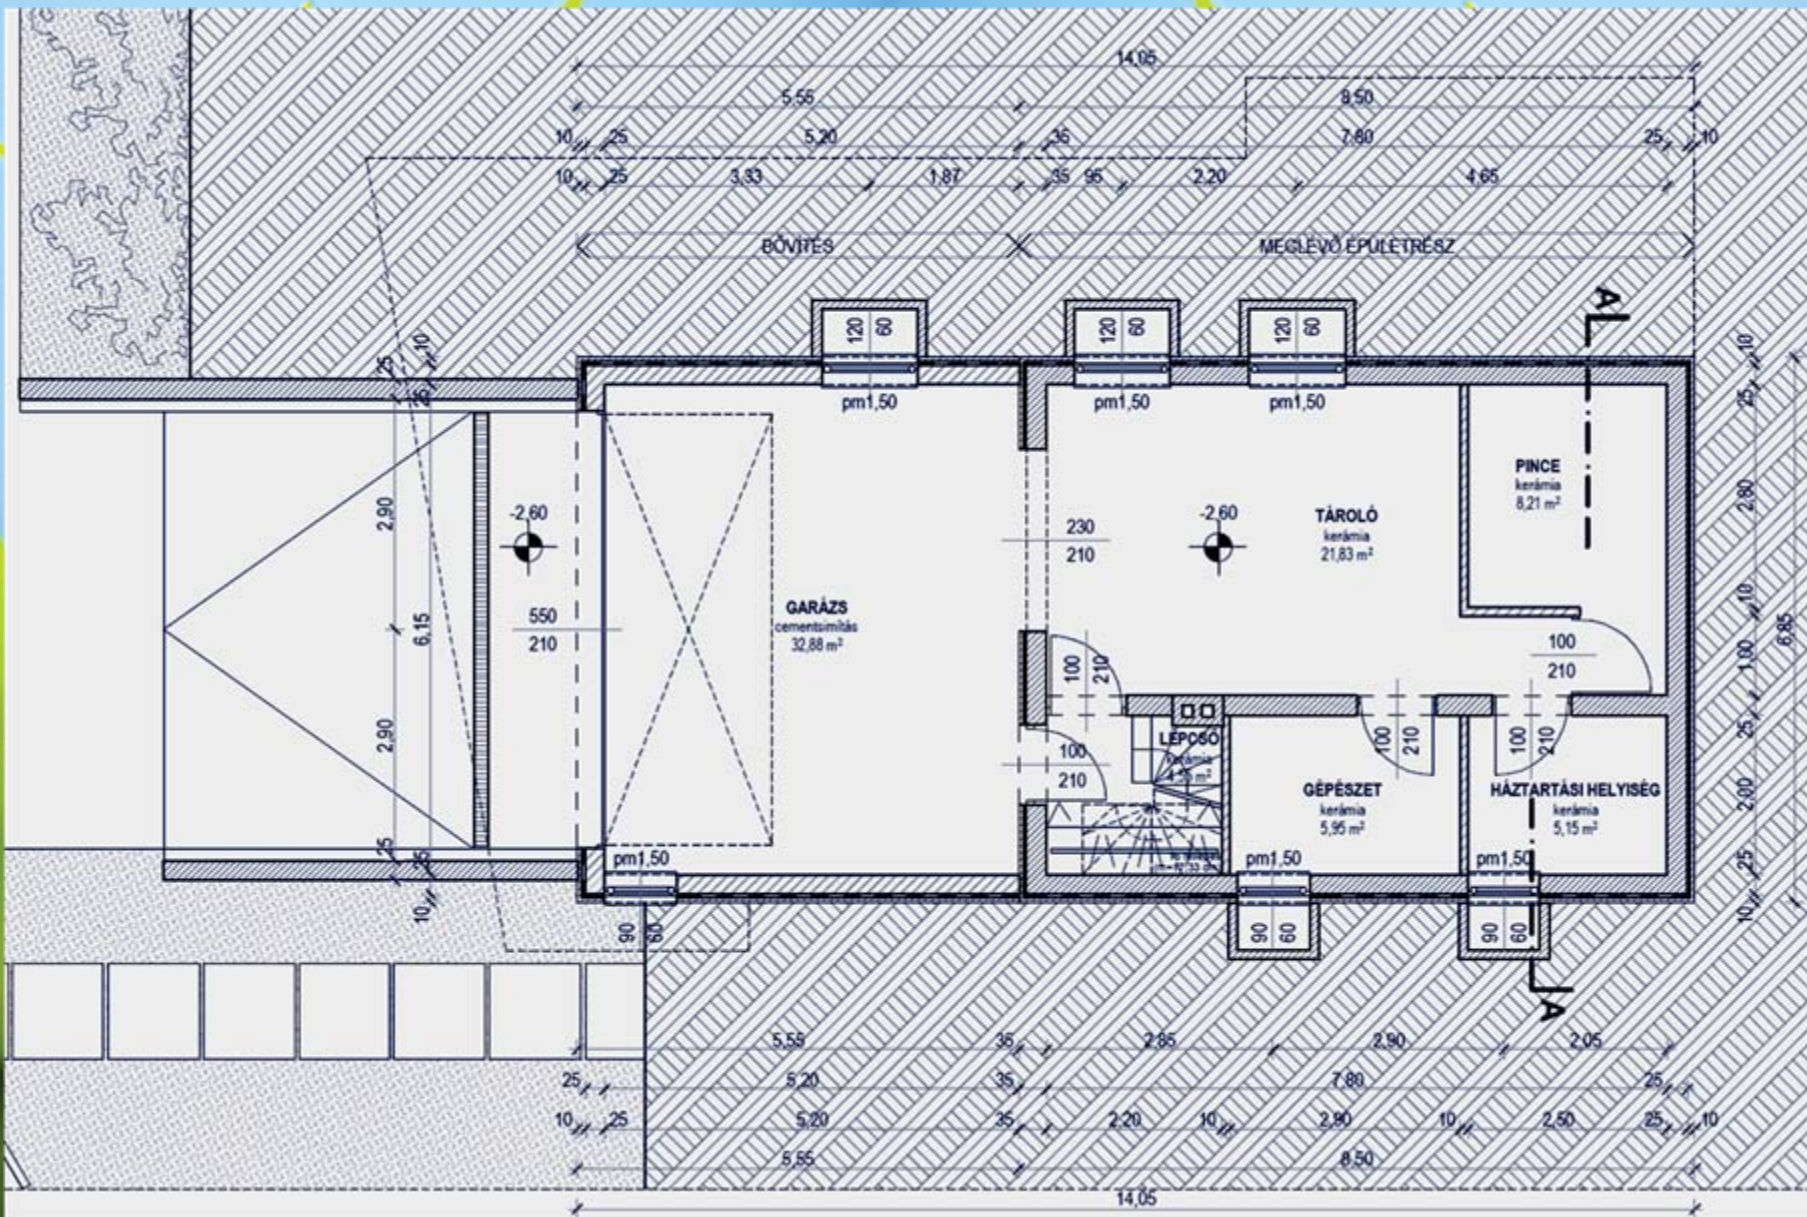 14,05
5,55 8,50
10 25 5,20 35 7,80 25 10
10 25 3,33 1,87 35 95 2,20 4,65
BŐVÍTÉS MEGLÉVŐ ÉPÜLETRÉSZ
A
120 60
120 60
120 60
pm1,50 pm1,50 pm1,50
25 10
25
2,90
6,15
2,90
25
25
10
-2,60
550
210
GARÁZS
cementsimítás
32,88 m²
230
210
-2,60
TÁROLÓ
kerámia
21,83 m²
PINCE
kerámia
8,21 m²
100
210
100 210
100
210
LÉPCSŐ
kerámia
100 210
100 210
GÉPÉSZET
kerámia
5,95 m²
HÁZTARTÁSI HELYISÉG
kerámia
5,15 m²
pm1,50 pm1,50 pm1,50
90 60
90 60
90 60
A
10
25
2,80
10
1,00
25
2,00
25
10
6,85
5,55 35 2,85 2,90 2,05
25 5,20 35 7,80 25
10 25 5,20 35 2,20 10 2,90 10 2,50 25 10
5,55 8,50
14,05